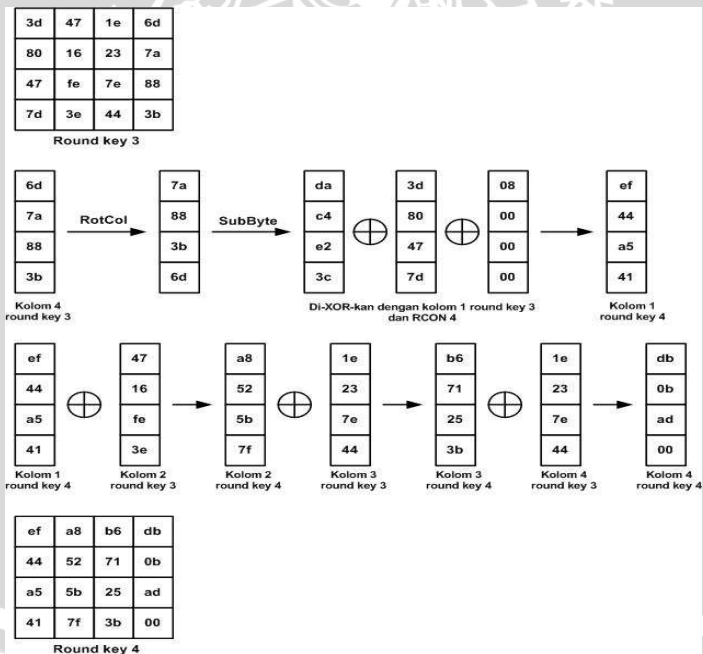 3d 47 1e 6d
80 16 23 7a
47 fe 7e 88
7d 3e 44 3b
Round key 3
6d 7a da 3d 08 ef
7a RotCol 88 SubByte c4 80 00 44
88 3b e2 47 00 a5
3b 6d 3c 7d 00 41
Kolom 4 Di-XOR-kan dengan kolom 1 round key 3 Kolom 1
round key 3 dan RCON 4 round key 4
ef 47 a8 1e b6 1e db
44 16 52 23 71 23 0b
a5 fe 5b 7e 25 7e ad
41 3e 7f 44 3b 44 00
Kolom 1 Kolom 2 Kolom 2 Kolom 3 Kolom 3 Kolom 4 Kolom 4
round key 4 round key 3 round key 4 round key 3 round key 4 round key 3 round key 4
ef a8 b6 db
44 52 71 0b
a5 5b 25 ad
41 7f 3b 00
Round key 4